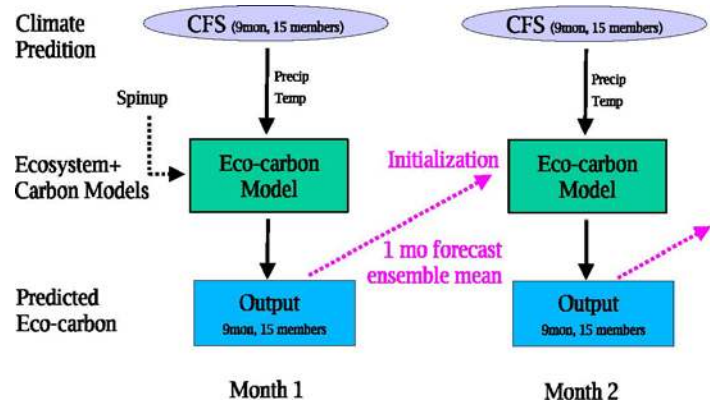 Climate
Predition
CFS (9mon, 15 members)
CFS (9mon, 15 members)
Precip
Temp
Precip
Temp
Spinup
Ecosystem+
Carbon Models
Eco-carbon
Model
Initialization
Eco-carbon
Model
1 mo forecast
ensemble mean
Predicted
Eco-carbon
Output
9mon, 15 members
Output
9mon, 15 members
Month 1
Month 2